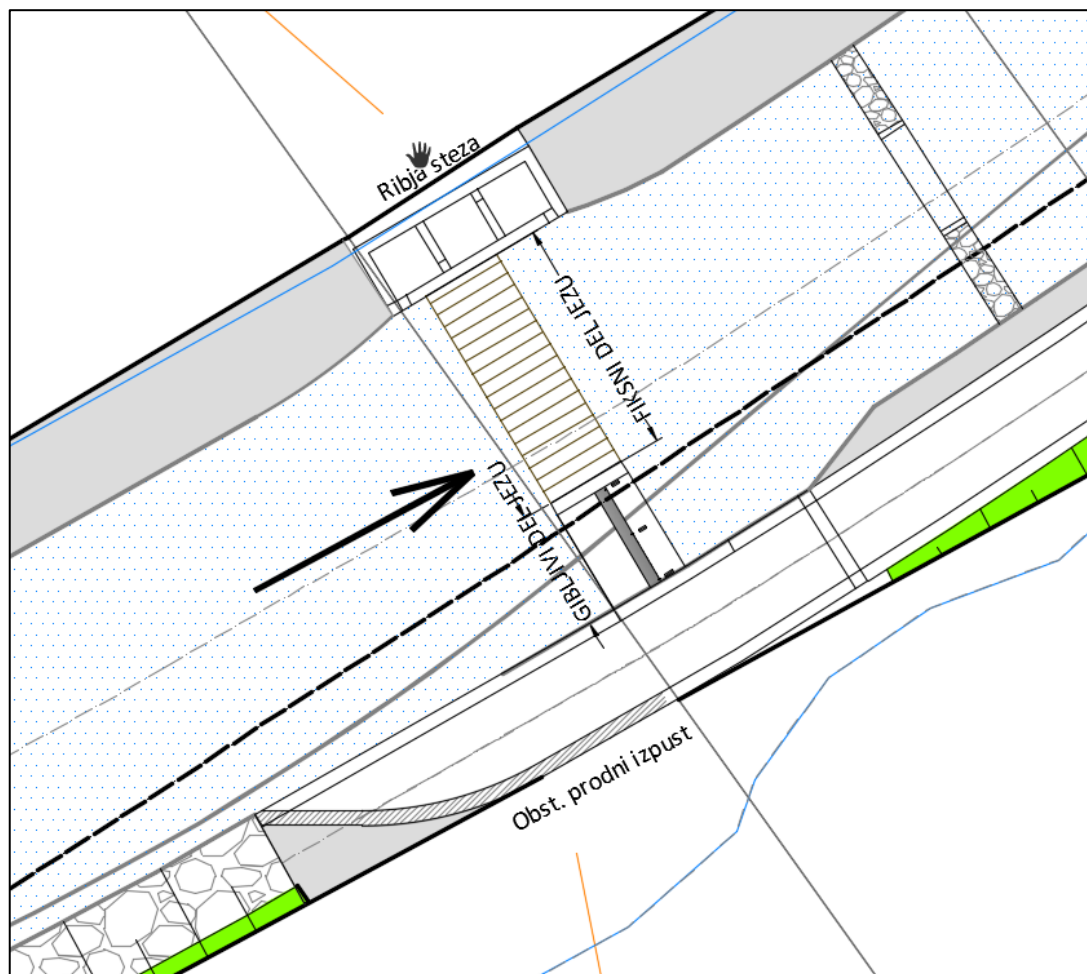 Ribja steza
FIKSNI DEL JEZU
GIBLJIVI DEL JEZU
Obst. prodni izpust